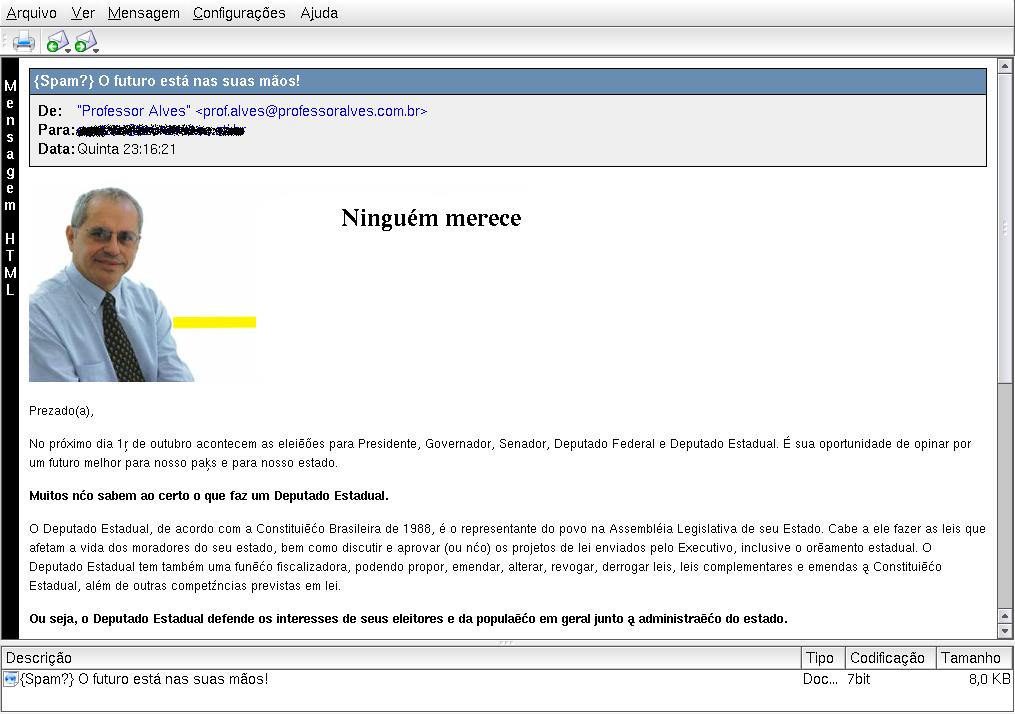 Arquivo Ver Mensagem Configurações Ajuda
Mensagem HTML
{Spam?} O futuro está nas suas mãos!
De: "Professor Alves" <prof.alves@professoralves.com.br>
Para:
Data: Quinta 23:16:21
Ninguém merece
Prezado(a),
No próximo dia 1ŗ de outubro acontecem as eleiēões para Presidente, Governador, Senador, Deputado Federal e Deputado Estadual. É sua oportunidade de opinar por
um futuro melhor para nosso paķs e para nosso estado.
Muitos nćo sabem ao certo o que faz um Deputado Estadual.
O Deputado Estadual, de acordo com a Constituiēćo Brasileira de 1988, é o representante do povo na Assembléia Legislativa de seu Estado. Cabe a ele fazer as leis que
afetam a vida dos moradores do seu estado, bem como discutir e aprovar (ou nćo) os projetos de lei enviados pelo Executivo, inclusive o orēamento estadual. O
Deputado Estadual tem também uma funēćo fiscalizadora, podendo propor, emendar, alterar, revogar, derrogar leis, leis complementares e emendas ą Constituiēćo
Estadual, além de outras competźncias previstas em lei.
Ou seja, o Deputado Estadual defende os interesses de seus eleitores e da populaēćo em geral junto ą administraēćo do estado.
Descrição Tipo Codificação Tamanho
{Spam?} O futuro está nas suas mãos! Doc... 7bit 8,0 KB